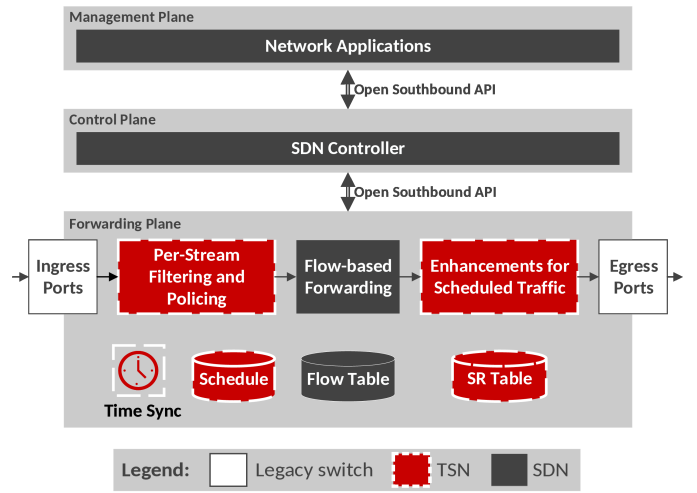 Management Plane
Network Applications
Open Southbound API
Control Plane
SDN Controller
Open Southbound API
Forwarding Plane
Ingress
Ports
Per-Stream
Filtering and
Policing
Flow-based
Forwarding
Enhancements for
Scheduled Traffic
Egress
Ports
Time Sync
Schedule
Flow Table
SR Table
Legend:
Legacy switch
TSN
SDN